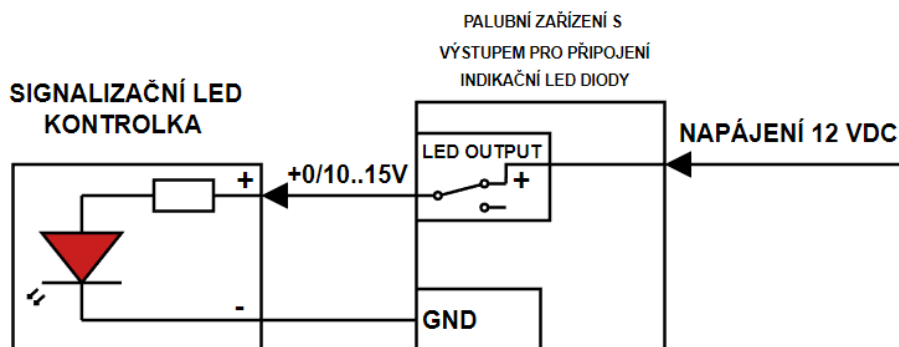 PALUBNÍ ZAŘÍZENÍ S
VÝSTUPEM PRO PŘIPOJENÍ
INDIKAČNÍ LED DIODY
SIGNALIZAČNÍ LED
KONTROLKA
NAPÁJENÍ 12 VDC
LED OUTPUT
+
+0/10..15V
+
-
GND